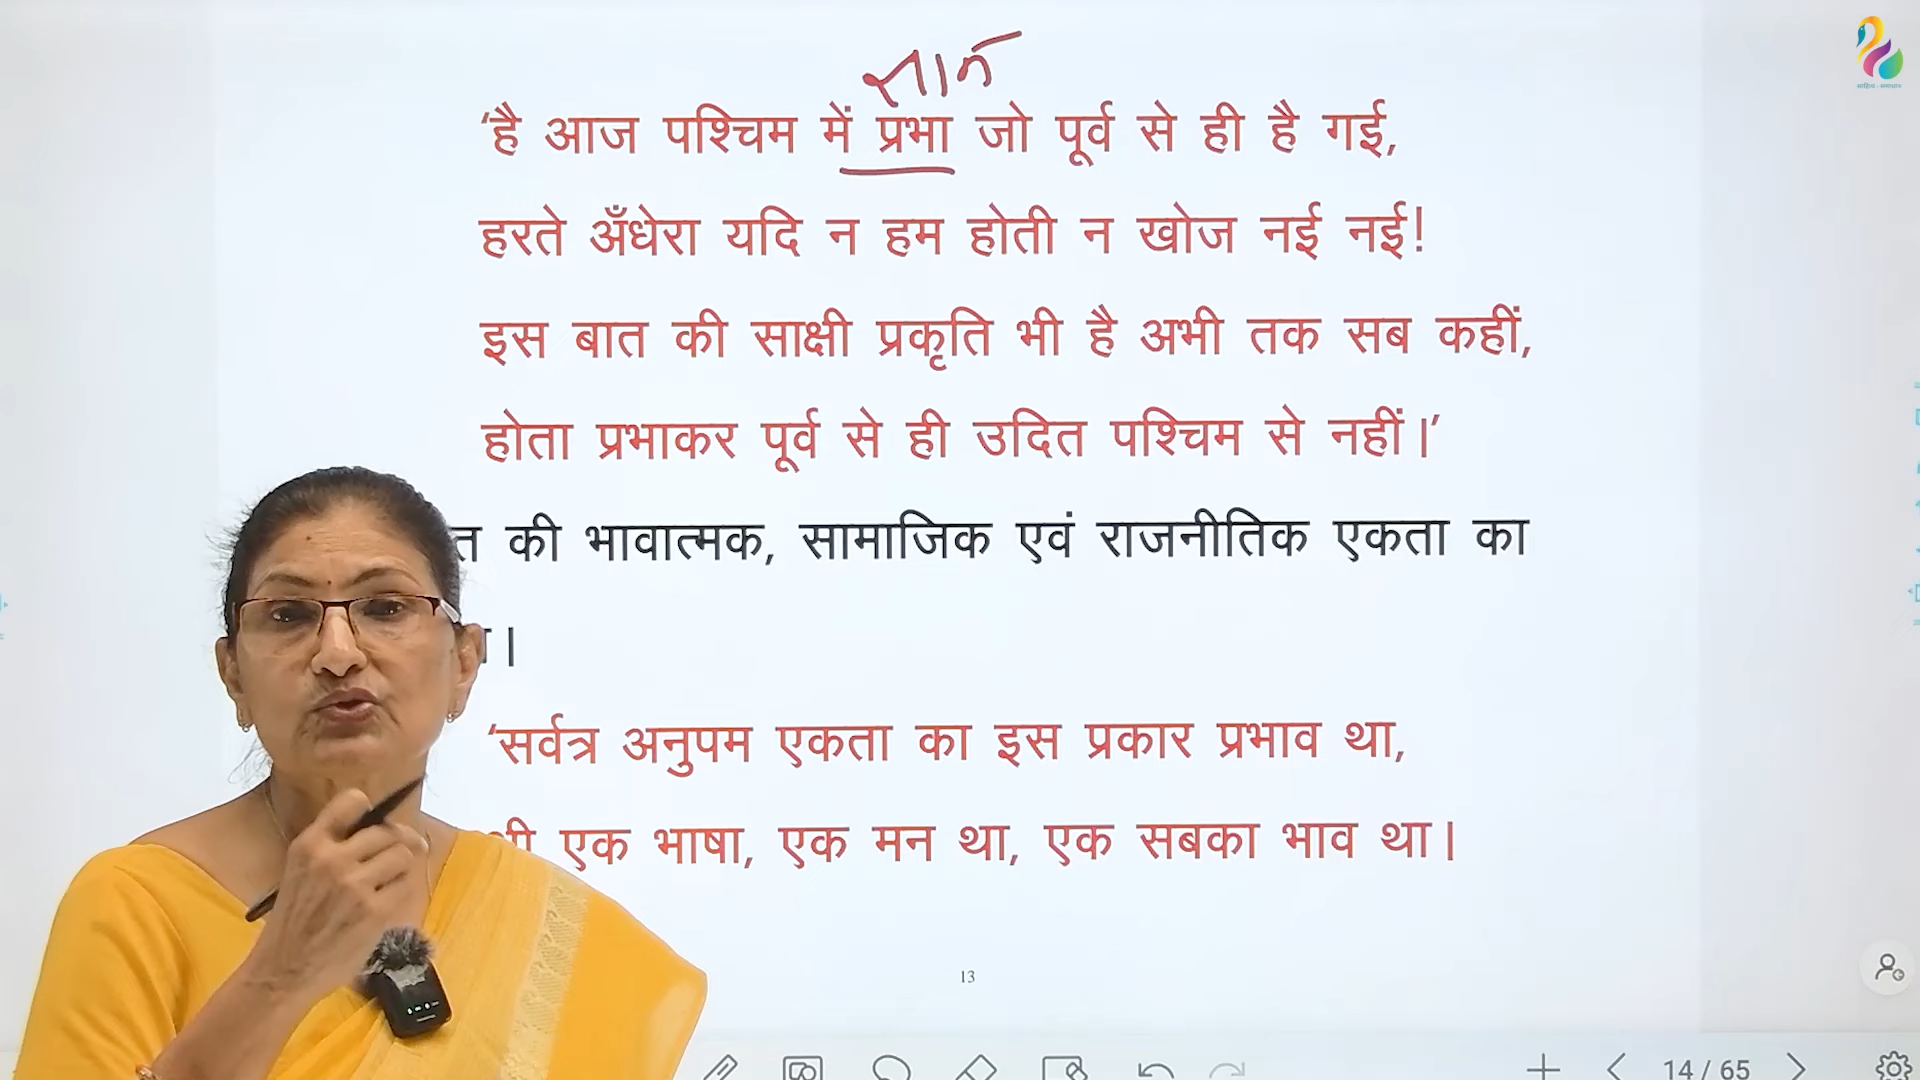 'है आज पश्चिम में प्रभा जो पूर्व से ही है गई,
हरते अँधेरा यदि न हम होती न खोज नई नई!
इस बात की साक्षी प्रकृति भी है अभी तक सब कहीं,
होता प्रभाकर पूर्व से ही उदित पश्चिम से नहीं।'
की भावात्मक, सामाजिक एवं राजनीतिक एकता का
'सर्वत्र अनुपम एकता का इस प्रकार प्रभाव था,
एक भाषा, एक मन था, एक सबका भाव था।
13
14 / 65